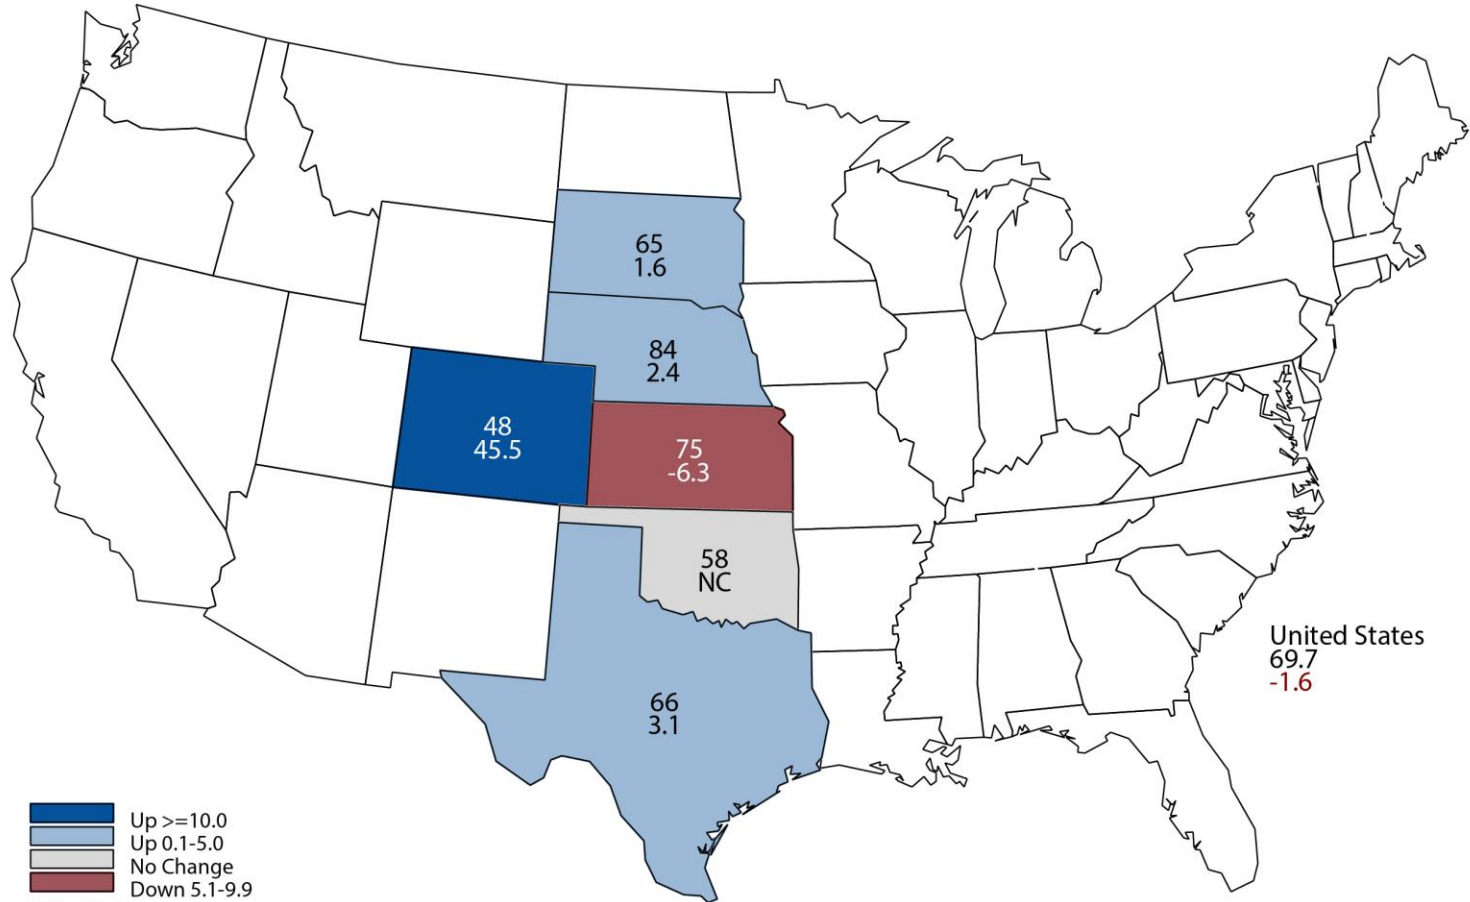 65
1.6
84
2.4
48
45.5
75
-6.3
58
NC
United States
69.7
-1.6
66
3.1
Up >=10.0
Up 0.1-5.0
No Change
Down 5.1-9.9